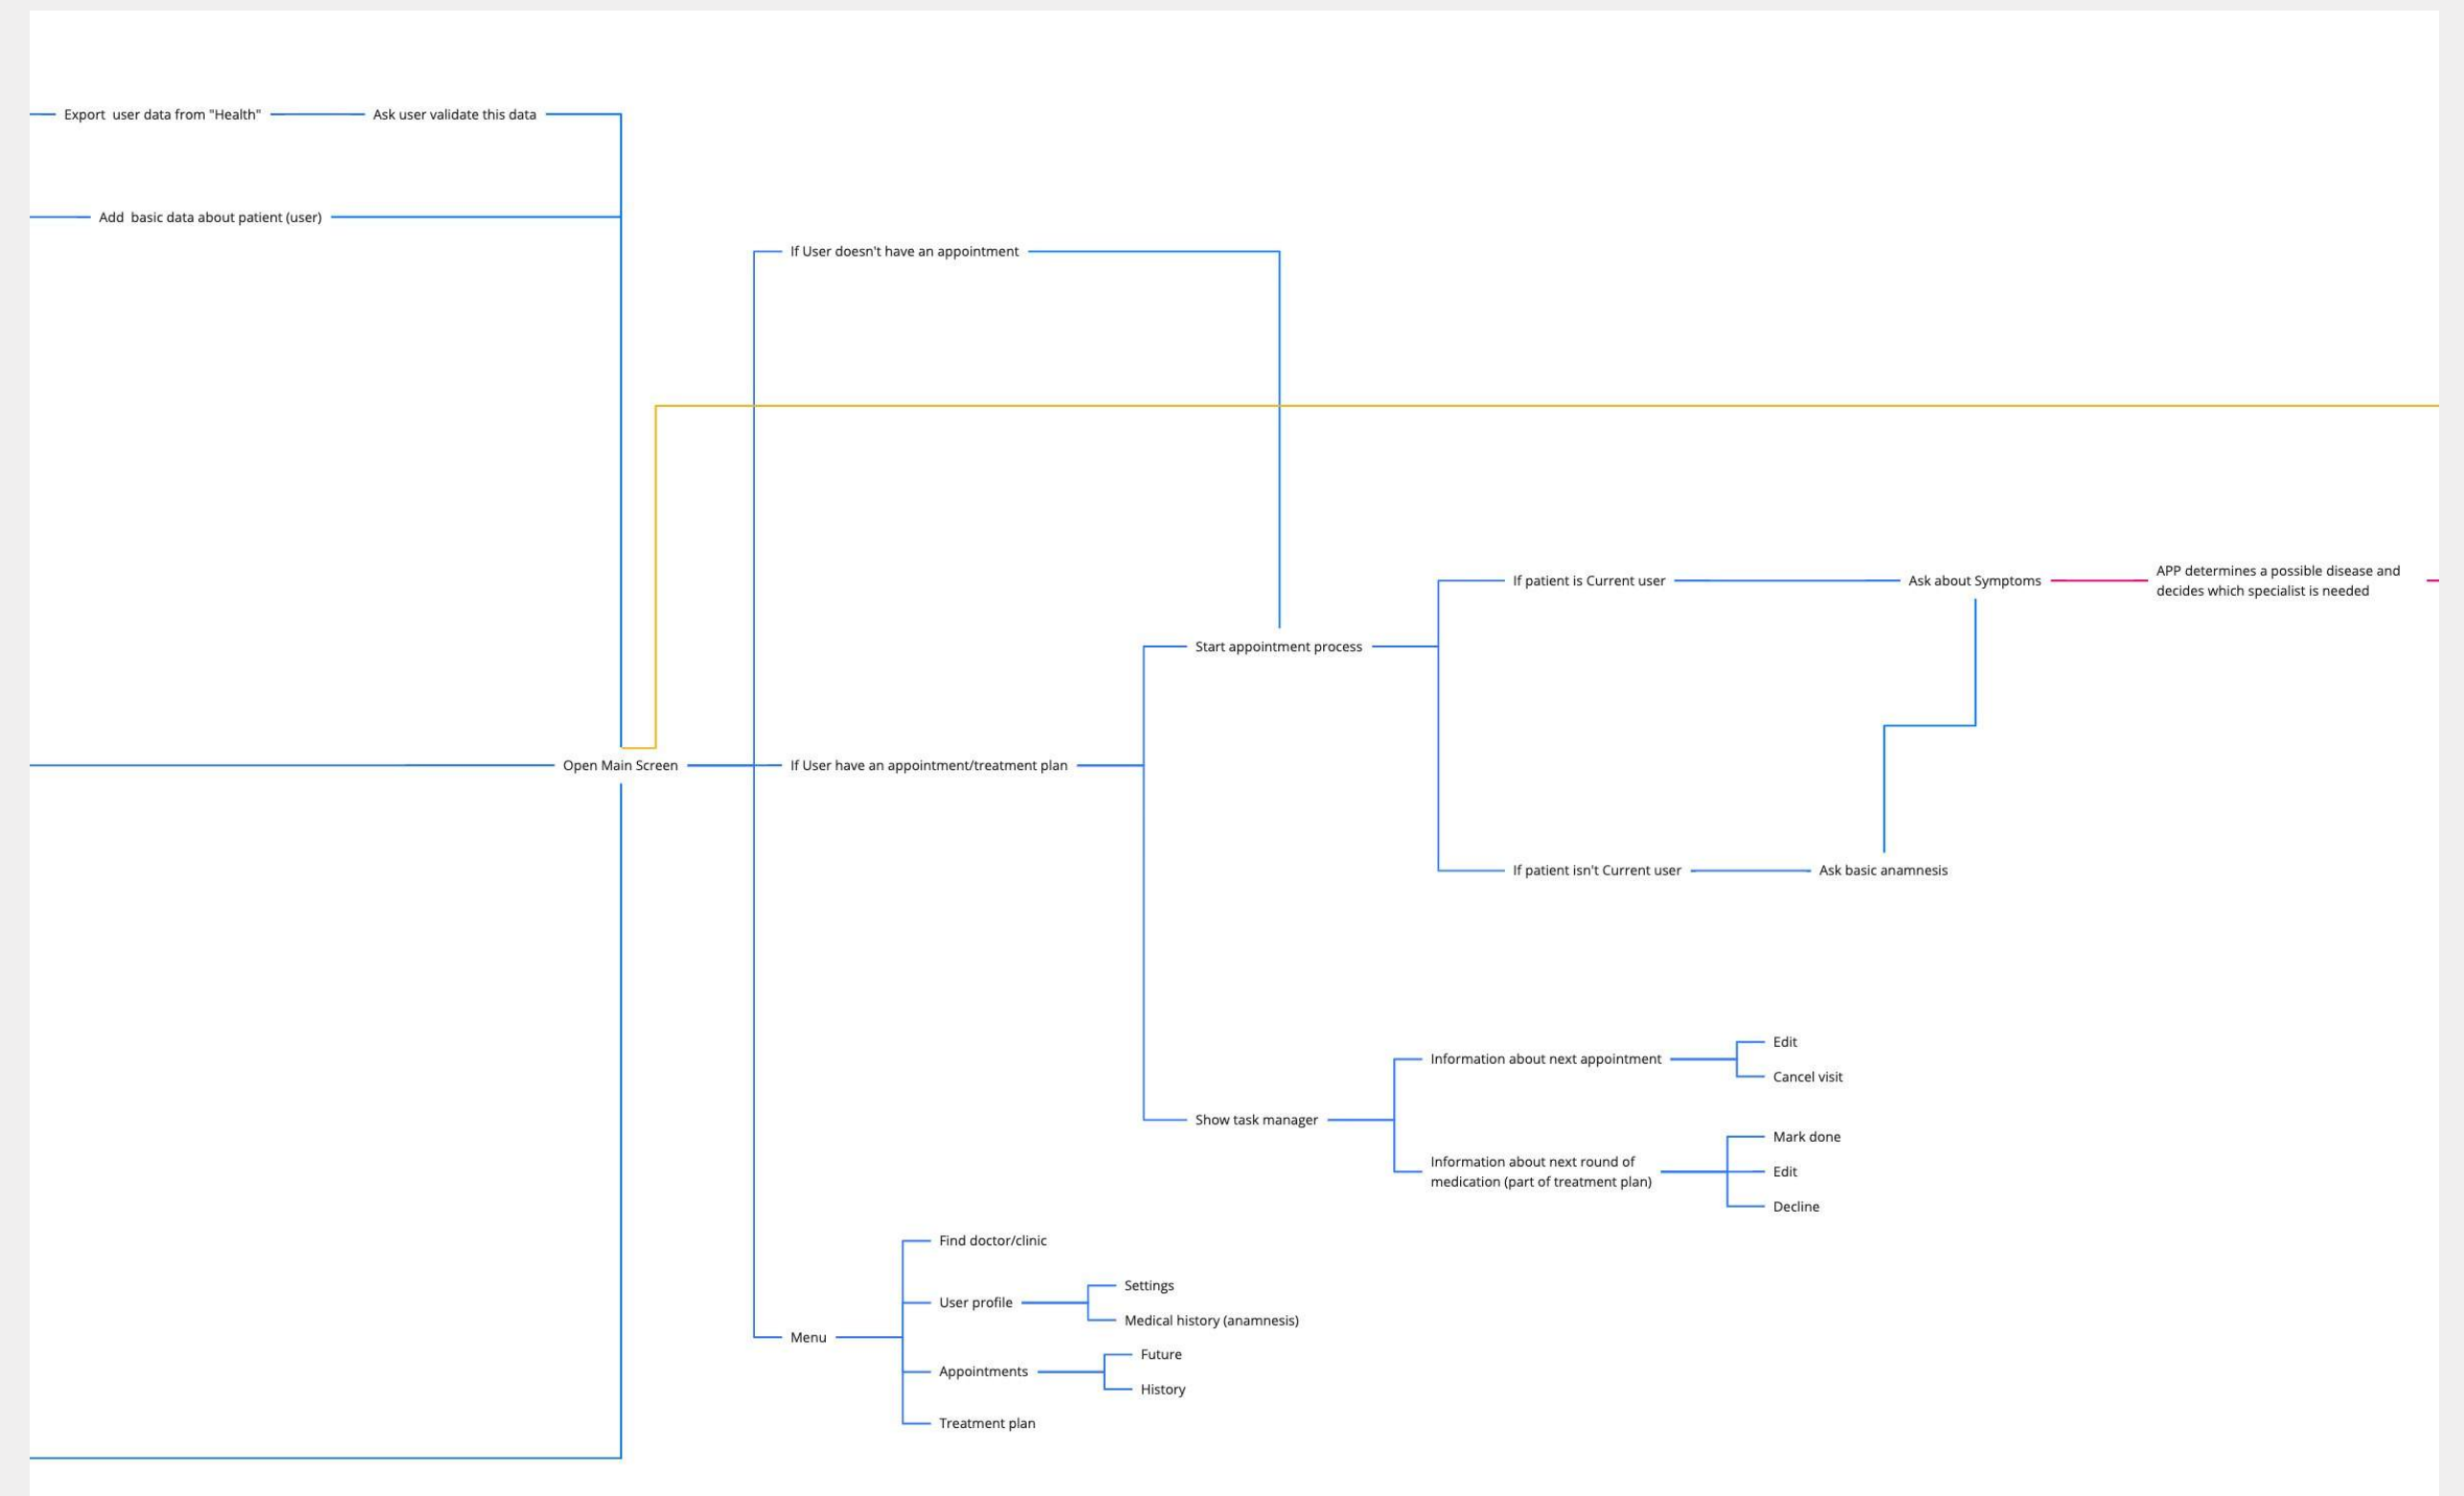 Export  user data from "Health"
Ask user validate this data
Add  basic data about patient (user)
If User doesn't have an appointment
If patient is Current user
Ask about Symptoms
APP determines a possible disease and
decides which specialist is needed
Start appointment process
Open Main Screen
If User have an appointment/treatment plan
If patient isn't Current user
Ask basic anamnesis
Information about next appointment
Edit
Cancel visit
Show task manager
Information about next round of
medication (part of treatment plan)
Mark done
Edit
Decline
Menu
Find doctor/clinic
User profile
Settings
Medical history (anamnesis)
Appointments
Future
History
Treatment plan